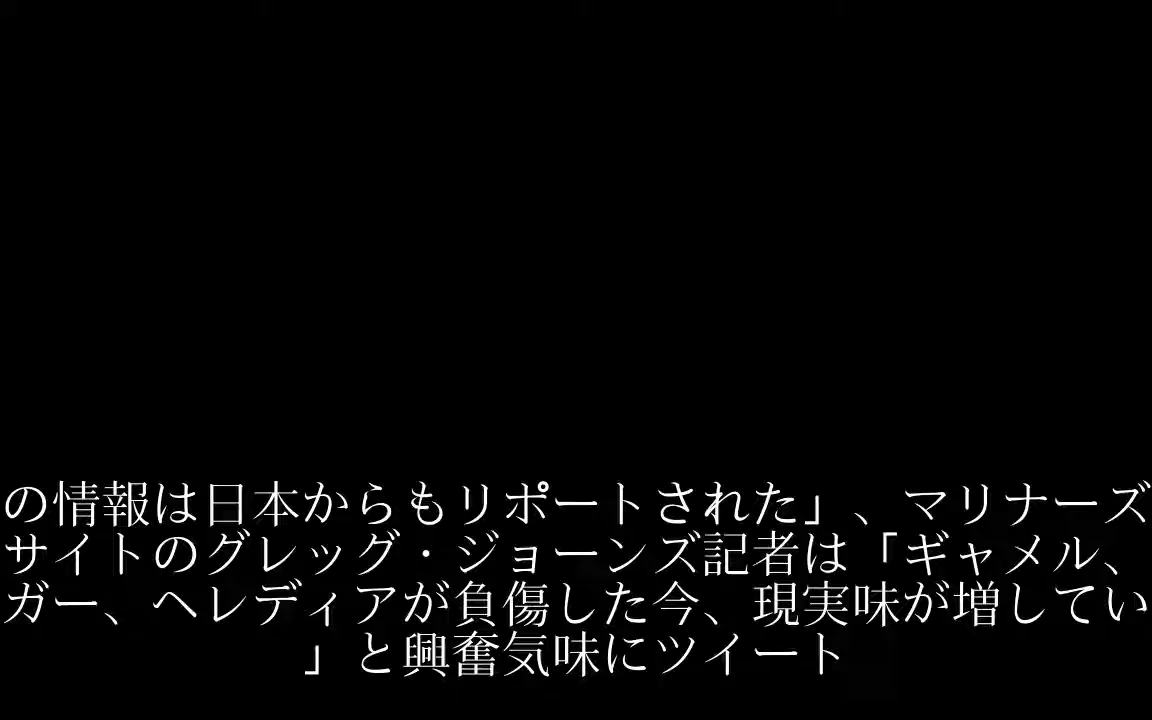 の情報は日本からもリポートされた」、マリナーズ
サイトのグレッグ・ジョーンズ記者は「ギャメル、
ガー、ヘレディアが負傷した今、現実味が増してい
」と興奮気味にツイート